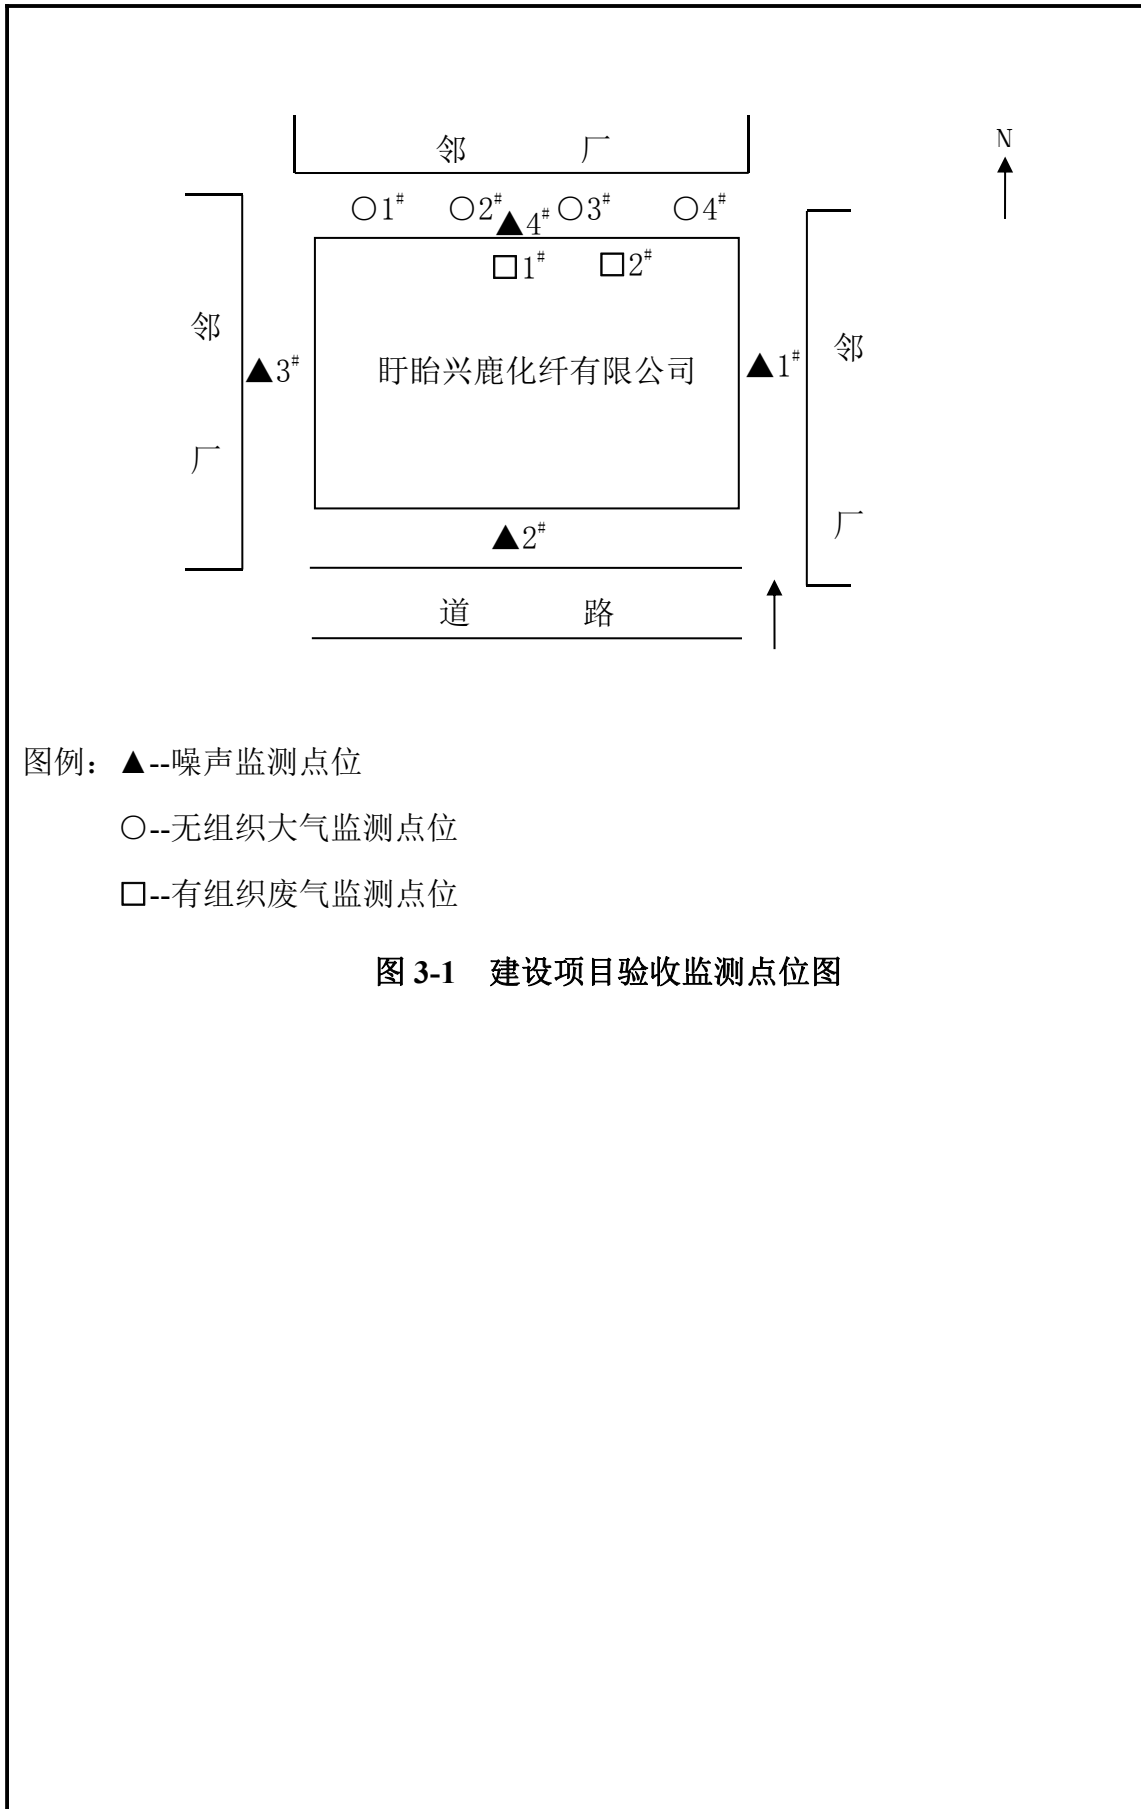 邻 厂
N
○1# ○2# ○3# ○4#
▲4#
□1# □2#
邻
厂
▲3#
盱眙兴鹿化纤有限公司
▲1#
邻
厂
▲2#
道 路
图例：▲--噪声监测点位
○--无组织大气监测点位
□--有组织废气监测点位
图 3-1 建设项目验收监测点位图